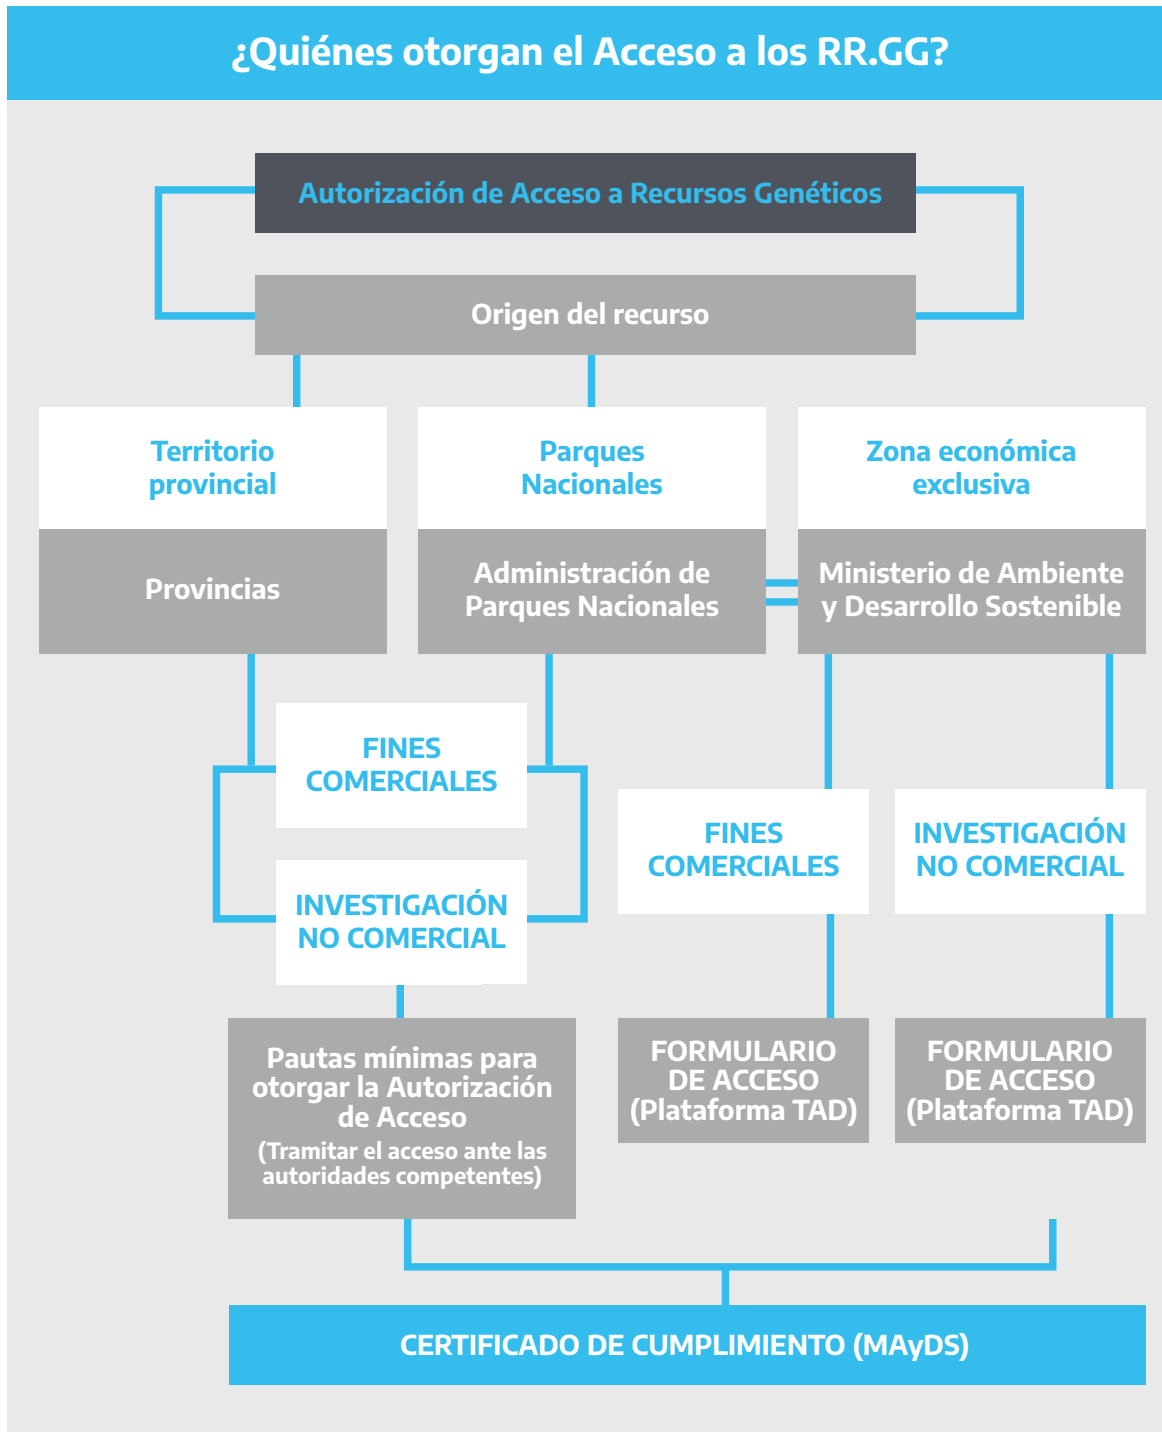 ¿Quiénes otorgan el Acceso a los RR.GG?
Autorización de Acceso a Recursos Genéticos
Origen del recurso
Territorio
provincial
Provincias
Parques
Nacionales
Administración de
Parques Nacionales
Zona económica
exclusiva
Ministerio de Ambiente
y Desarrollo Sostenible
FINES
COMERCIALES
INVESTIGACIÓN
NO COMERCIAL
FINES
COMERCIALES
INVESTIGACIÓN
NO COMERCIAL
Pautas mínimas para
otorgar la Autorización
de Acceso
(Tramitar el acceso ante las
autoridades competentes)
FORMULARIO
DE ACCESO
(Plataforma TAD)
FORMULARIO
DE ACCESO
(Plataforma TAD)
CERTIFICADO DE CUMPLIMIENTO (MAyDS)